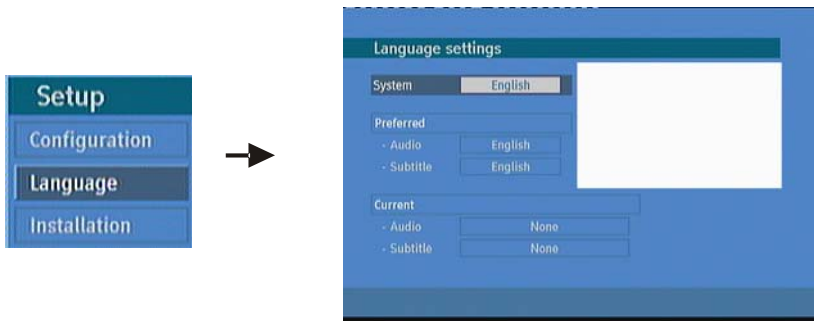 Setup
Configuration
Language
Installation
Language settings
System English
Preferred
- Audio English
- Subtitle English
Current
- Audio None
- Subtitle None